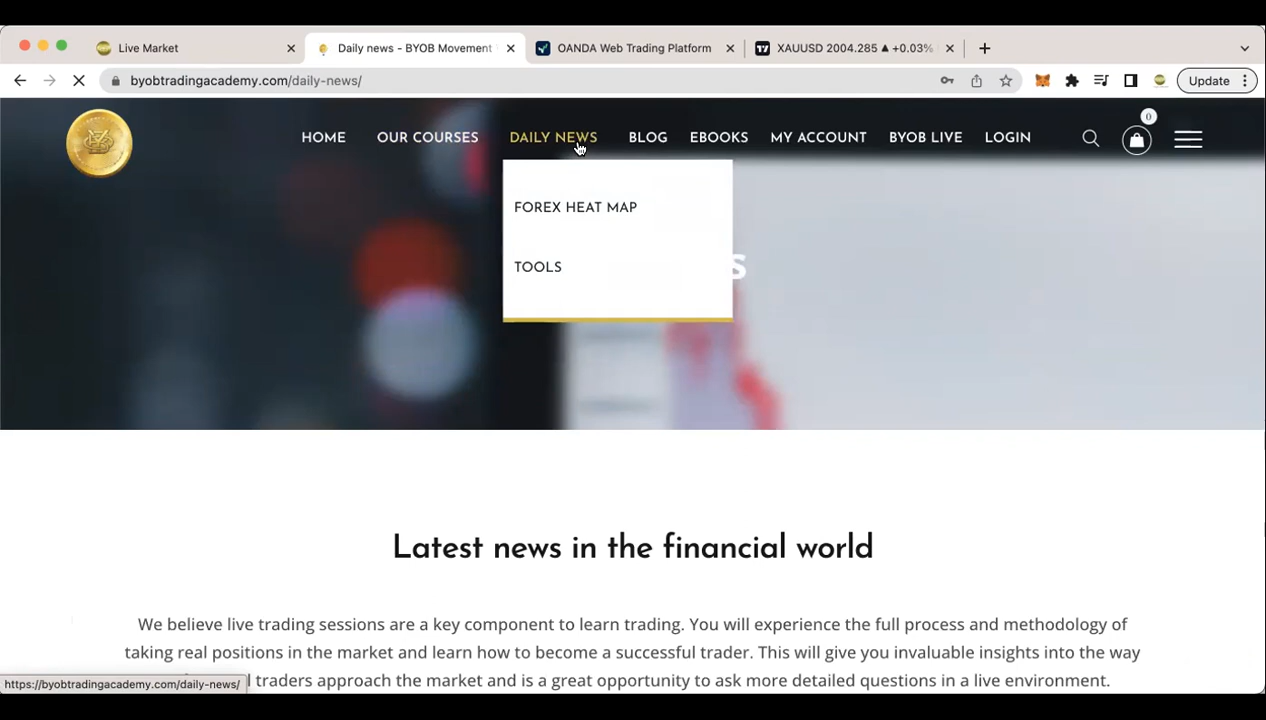 Live Market
Daily news - BYOB Movement
OANDA Web Trading Platform
XAUUSD 2004.285 ▲ +0.03%
byobtradingacademy.com/daily-news/
Update
HOME
OUR COURSES
DAILY NEWS
BLOG
EBOOKS
MY ACCOUNT
BYOB LIVE
LOGIN
0
FOREX HEAT MAP
TOOLS
s
Latest news in the financial world
We believe live trading sessions are a key component to learn trading. You will experience the full process and methodology of
taking real positions in the market and learn how to become a successful trader. This will give you invaluable insights into the way
traders approach the market and is a great opportunity to ask more detailed questions in a live environment.
https://byobtradingacademy.com/daily-news/